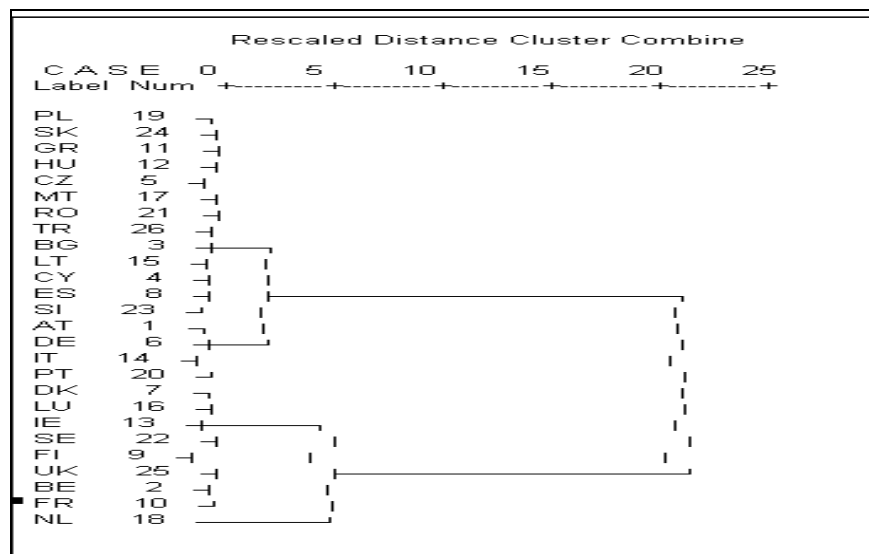 Rescaled Distance Cluster Combine
C A S E 0 5 10 15 20 25
Label Num +---------+---------+---------+---------+---------+
PL 19
SK 24
GR 11
HU 12
CZ 5
MT 17
RO 21
TR 26
BG 3
LT 15
CY 4
ES 8
SI 23
AT 1
DE 6
IT 14
PT 20
DK 7
LU 16
IE 13
SE 22
FI 9
UK 25
BE 2
FR 10
NL 18